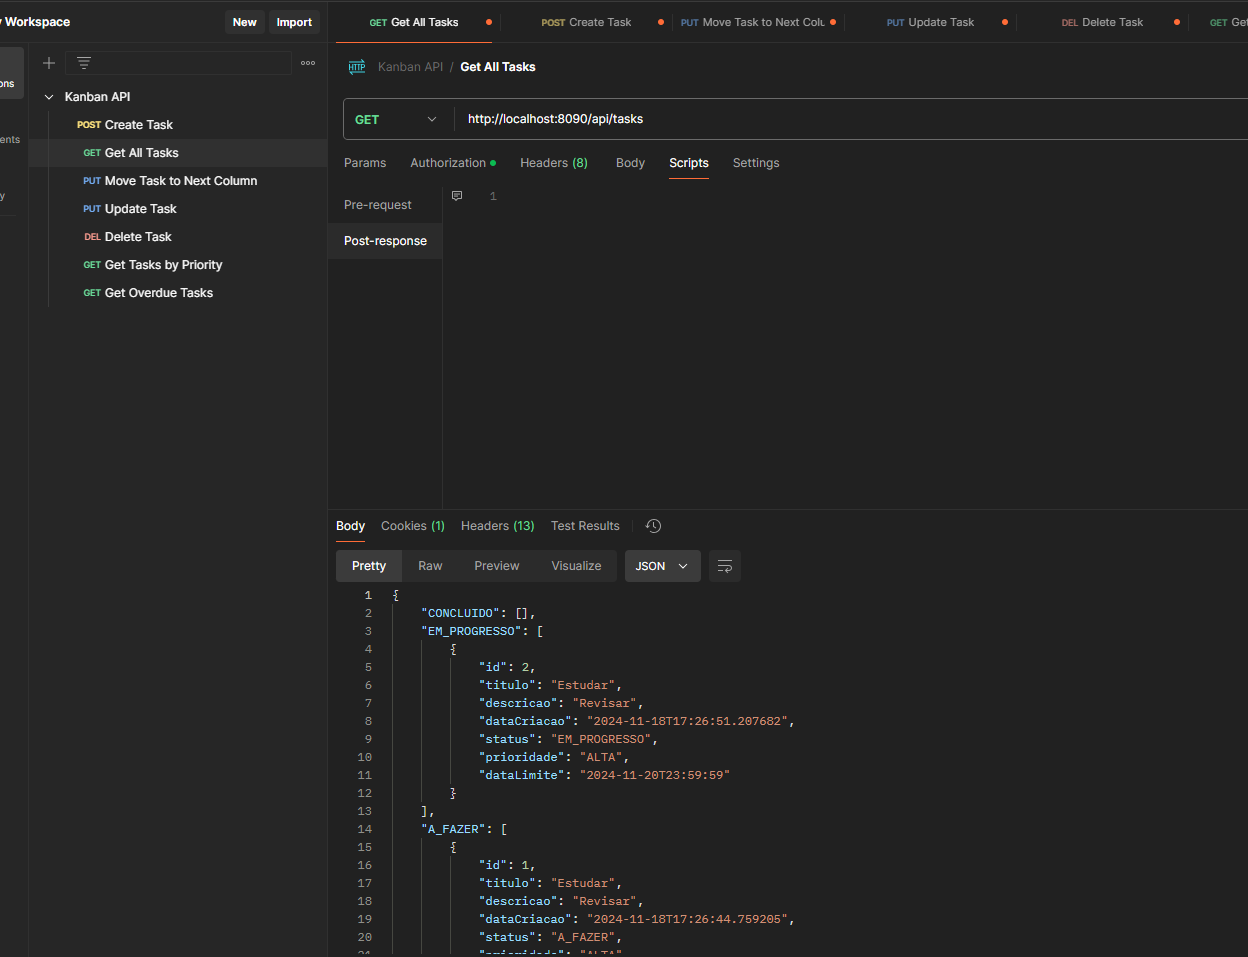 Workspace
New
Import
GET Get All Tasks
POST Create Task
PUT Move Task to Next Colu
PUT Update Task
DEL Delete Task
GET Get
ons
ents
Kanban API
POST Create Task
GET Get All Tasks
PUT Move Task to Next Column
PUT Update Task
DEL Delete Task
GET Get Tasks by Priority
GET Get Overdue Tasks
HTTP Kanban API / Get All Tasks
GET http://localhost:8090/api/tasks
Params Authorization Headers (8) Body Scripts Settings
Pre-request
Post-response
1
Body Cookies (1) Headers (13) Test Results
Pretty Raw Preview Visualize JSON
1 {
2 "CONCLUIDO": [],
3 "EM_PROGRESSO": [
4 {
5 "id": 2,
6 "titulo": "Estudar",
7 "descricao": "Revisar",
8 "dataCriacao": "2024-11-18T17:26:51.207682",
9 "status": "EM_PROGRESSO",
10 "prioridade": "ALTA",
11 "dataLimite": "2024-11-20T23:59:59"
12 }
13 ],
14 "A_FAZER": [
15 {
16 "id": 1,
17 "titulo": "Estudar",
18 "descricao": "Revisar",
19 "dataCriacao": "2024-11-18T17:26:44.759205",
20 "status": "A_FAZER",
21 "prioridade": "ALTA"